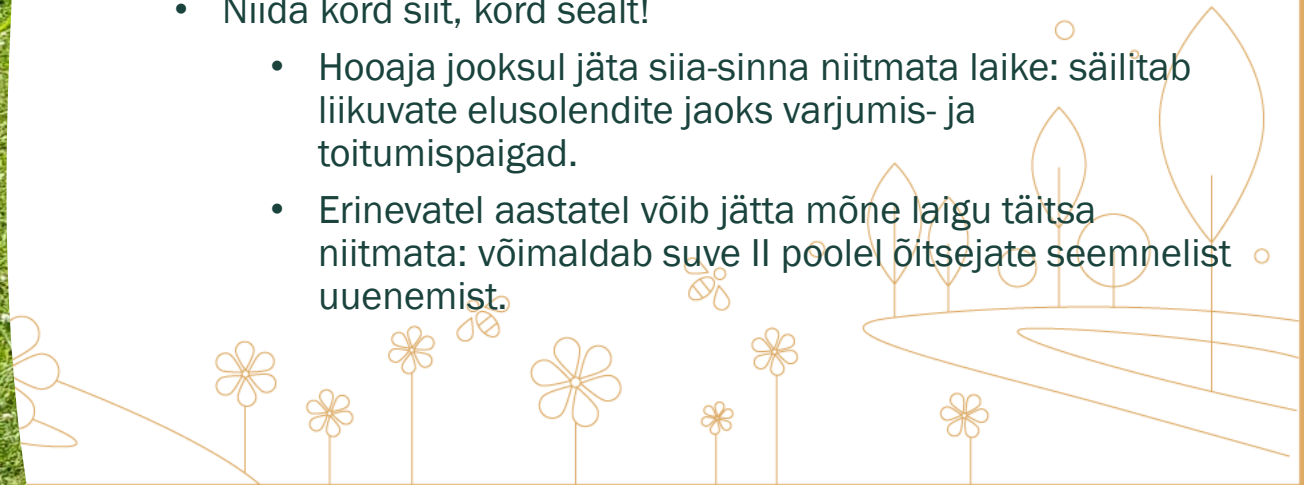 • Niida kord siit, kord sealt!
• Hooaja jooksul jäta siia-sinna niitmata laike: säilitab
liikuvate elusolendite jaoks varjumis- ja
toitumispaigad.
• Erinevatel aastatel võib jätta mõne laigu täitsa
niitmata: võimaldab suve II poolel õitsejate seemnelist
uuenemist.